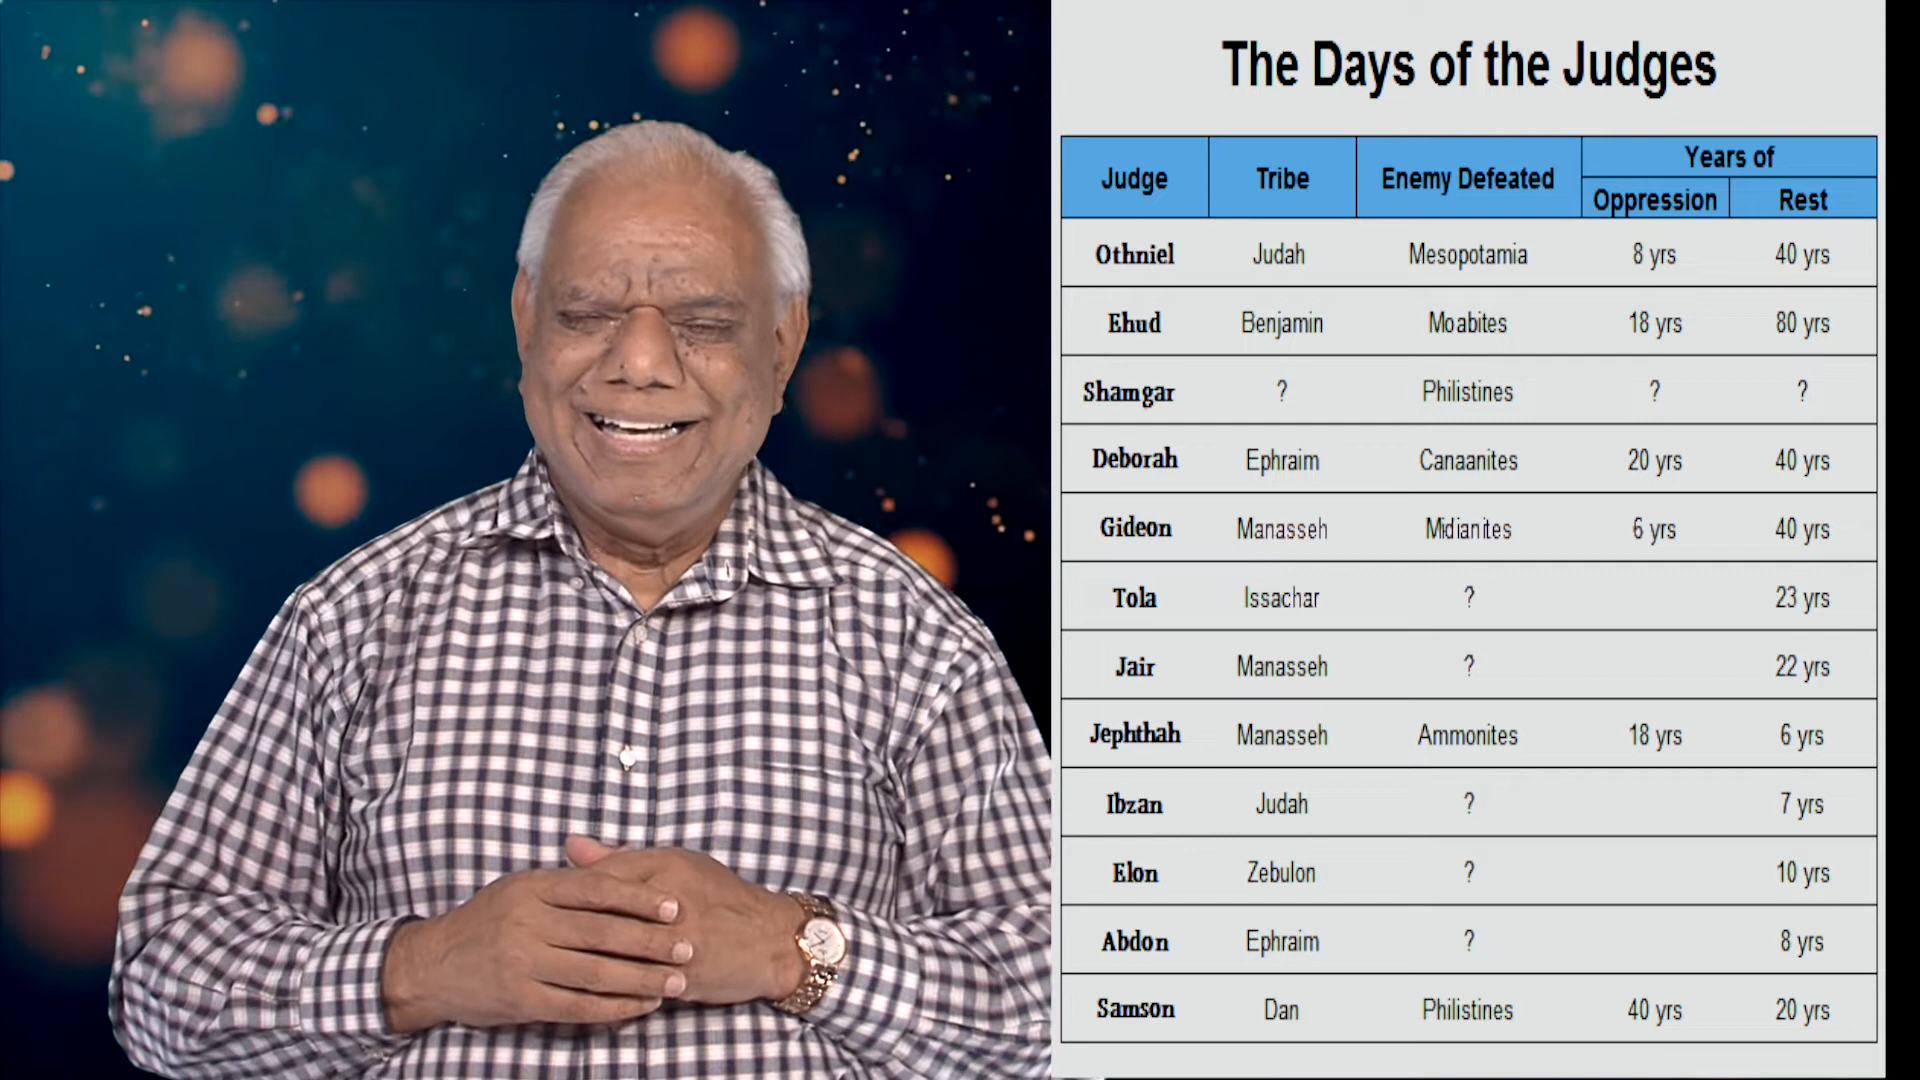 The Days of the Judges
Judge Tribe Enemy Defeated Years of
Oppression Rest
Othniel Judah Mesopotamia 8 yrs 40 yrs
Ehud Benjamin Moabites 18 yrs 80 yrs
Shamgar ? Philistines ? ?
Deborah Ephraim Canaanites 20 yrs 40 yrs
Gideon Manasseh Midianites 6 yrs 40 yrs
Tola Issachar ? 23 yrs
Jair Manasseh ? 22 yrs
Jephthah Manasseh Ammonites 18 yrs 6 yrs
Ibzan Judah ? 7 yrs
Elon Zebulon ? 10 yrs
Abdon Ephraim ? 8 yrs
Samson Dan Philistines 40 yrs 20 yrs